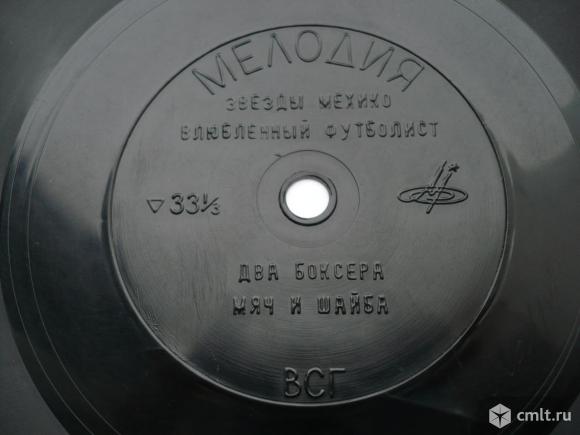 МЕЛОДИЯ
ЗВЕЗДЫ МЕХИКО
ВЛЮБЛЕННЫЙ ФУТБОЛИСТ
▽ 33⅓
ДВА БОКСЕРА
МЯЧ И ШАЙБА
ВСГ
cmlt.ru